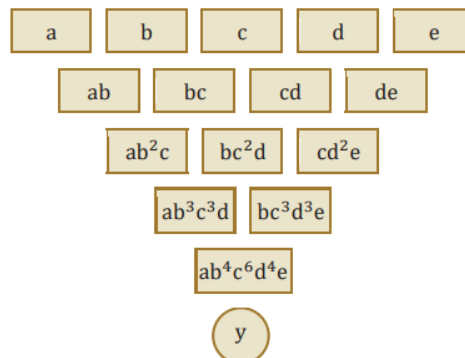 a b c d e
ab bc cd de
ab²c bc²d cd²e
ab³c³d bc³d³e
ab⁴c⁶d⁴e
y